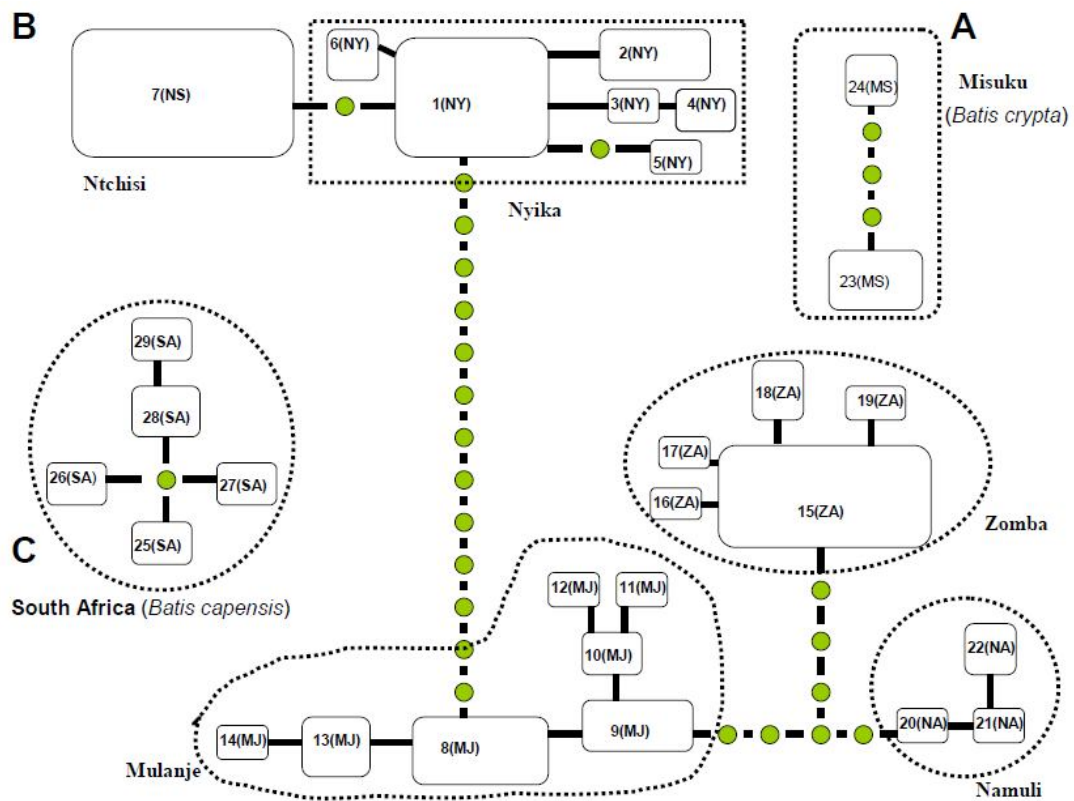 B
A
6(NY)
2(NY)
7(NS)
1(NY)
3(NY)
4(NY)
5(NY)
Ntchisi
Nyika
24(MS)
Misuku
(Batis crypta)
23(MS)
29(SA)
28(SA)
26(SA)
27(SA)
25(SA)
C
South Africa (Batis capensis)
18(ZA)
19(ZA)
17(ZA)
16(ZA)
15(ZA)
Zomba
12(MJ)
11(MJ)
10(MJ)
9(MJ)
8(MJ)
13(MJ)
14(MJ)
Mulanje
22(NA)
20(NA)
21(NA)
Namuli